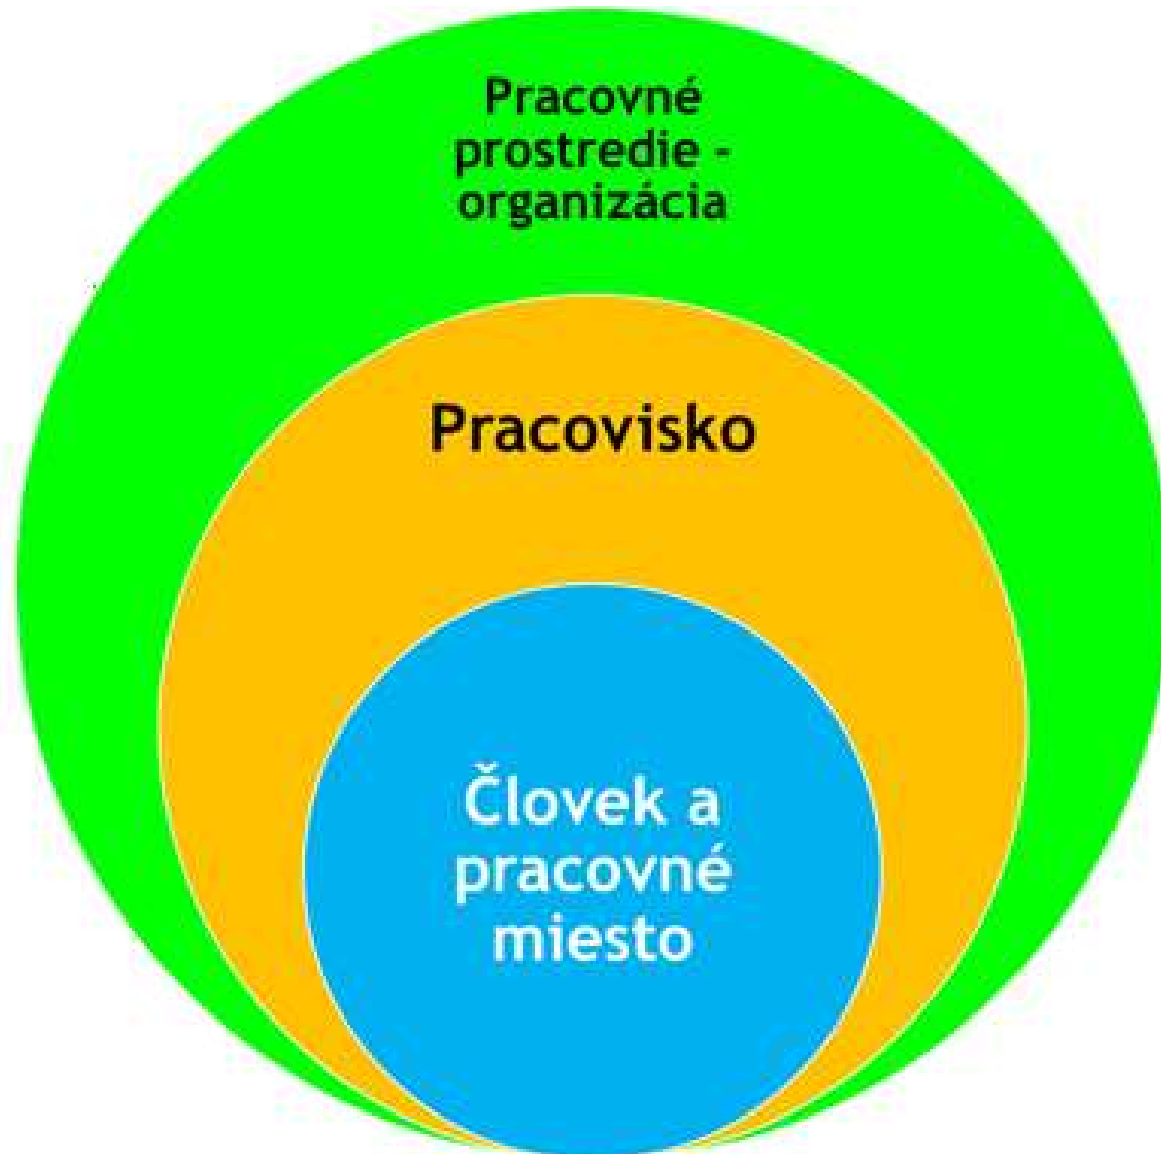 Pracovné
prostredie -
organizácia
Pracovisko
Človek a
pracovné
miesto